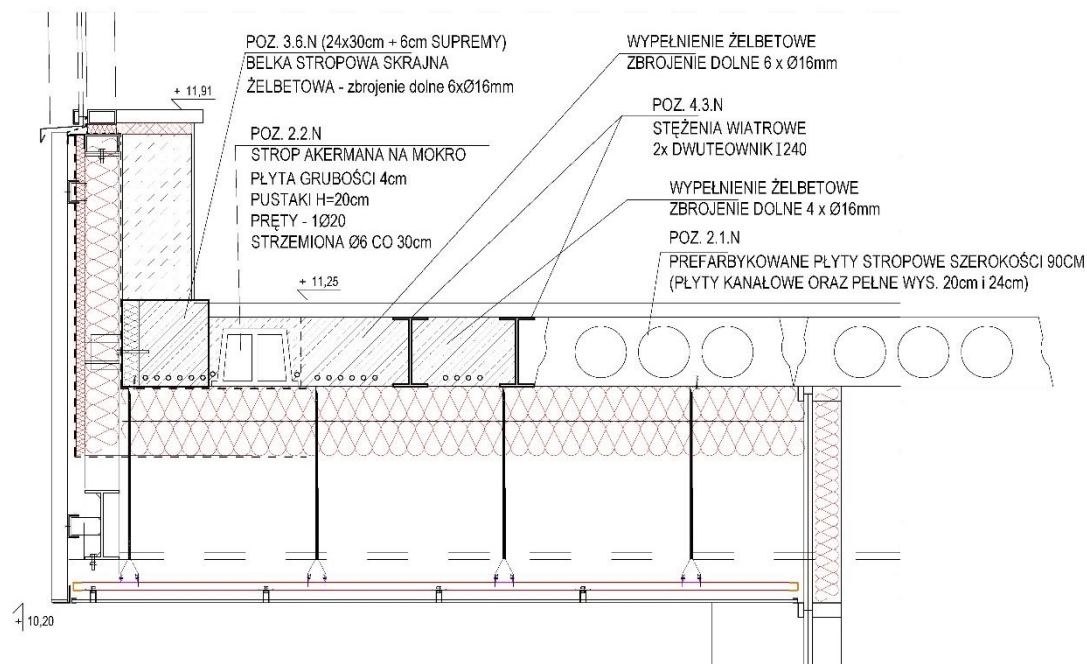 POZ. 3.6.N (24x30cm + 6cm SUPREMY)
BELKA STROPOWA SKRAJNA
ŻELBETOWA - zbrojenie dolne 6xØ16mm
+ 11,91
POZ. 2.2.N
STROP AKERMANA NA MOKRO
PŁYTA GRUBOŚCI 4cm
PUSTAKI H=20cm
PRĘTY - 1Ø20
STRZEMIONA Ø6 CO 30cm
+ 11,25
WYPEŁNIENIE ŻELBETOWE
ZBROJENIE DOLNE 6 x Ø16mm
POZ. 4.3.N
STĘŻENIA WIATROWE
2x DWUTEOWNIK I 240
WYPEŁNIENIE ŻELBETOWE
ZBROJENIE DOLNE 4 x Ø16mm
POZ. 2.1.N
PREFARBYKOWANE PŁYTY STROPOWE SZEROKOŚCI 90CM
(PŁYTY KANAŁOWE ORAZ PEŁNE WYS. 20cm i 24cm)
+ 10,20